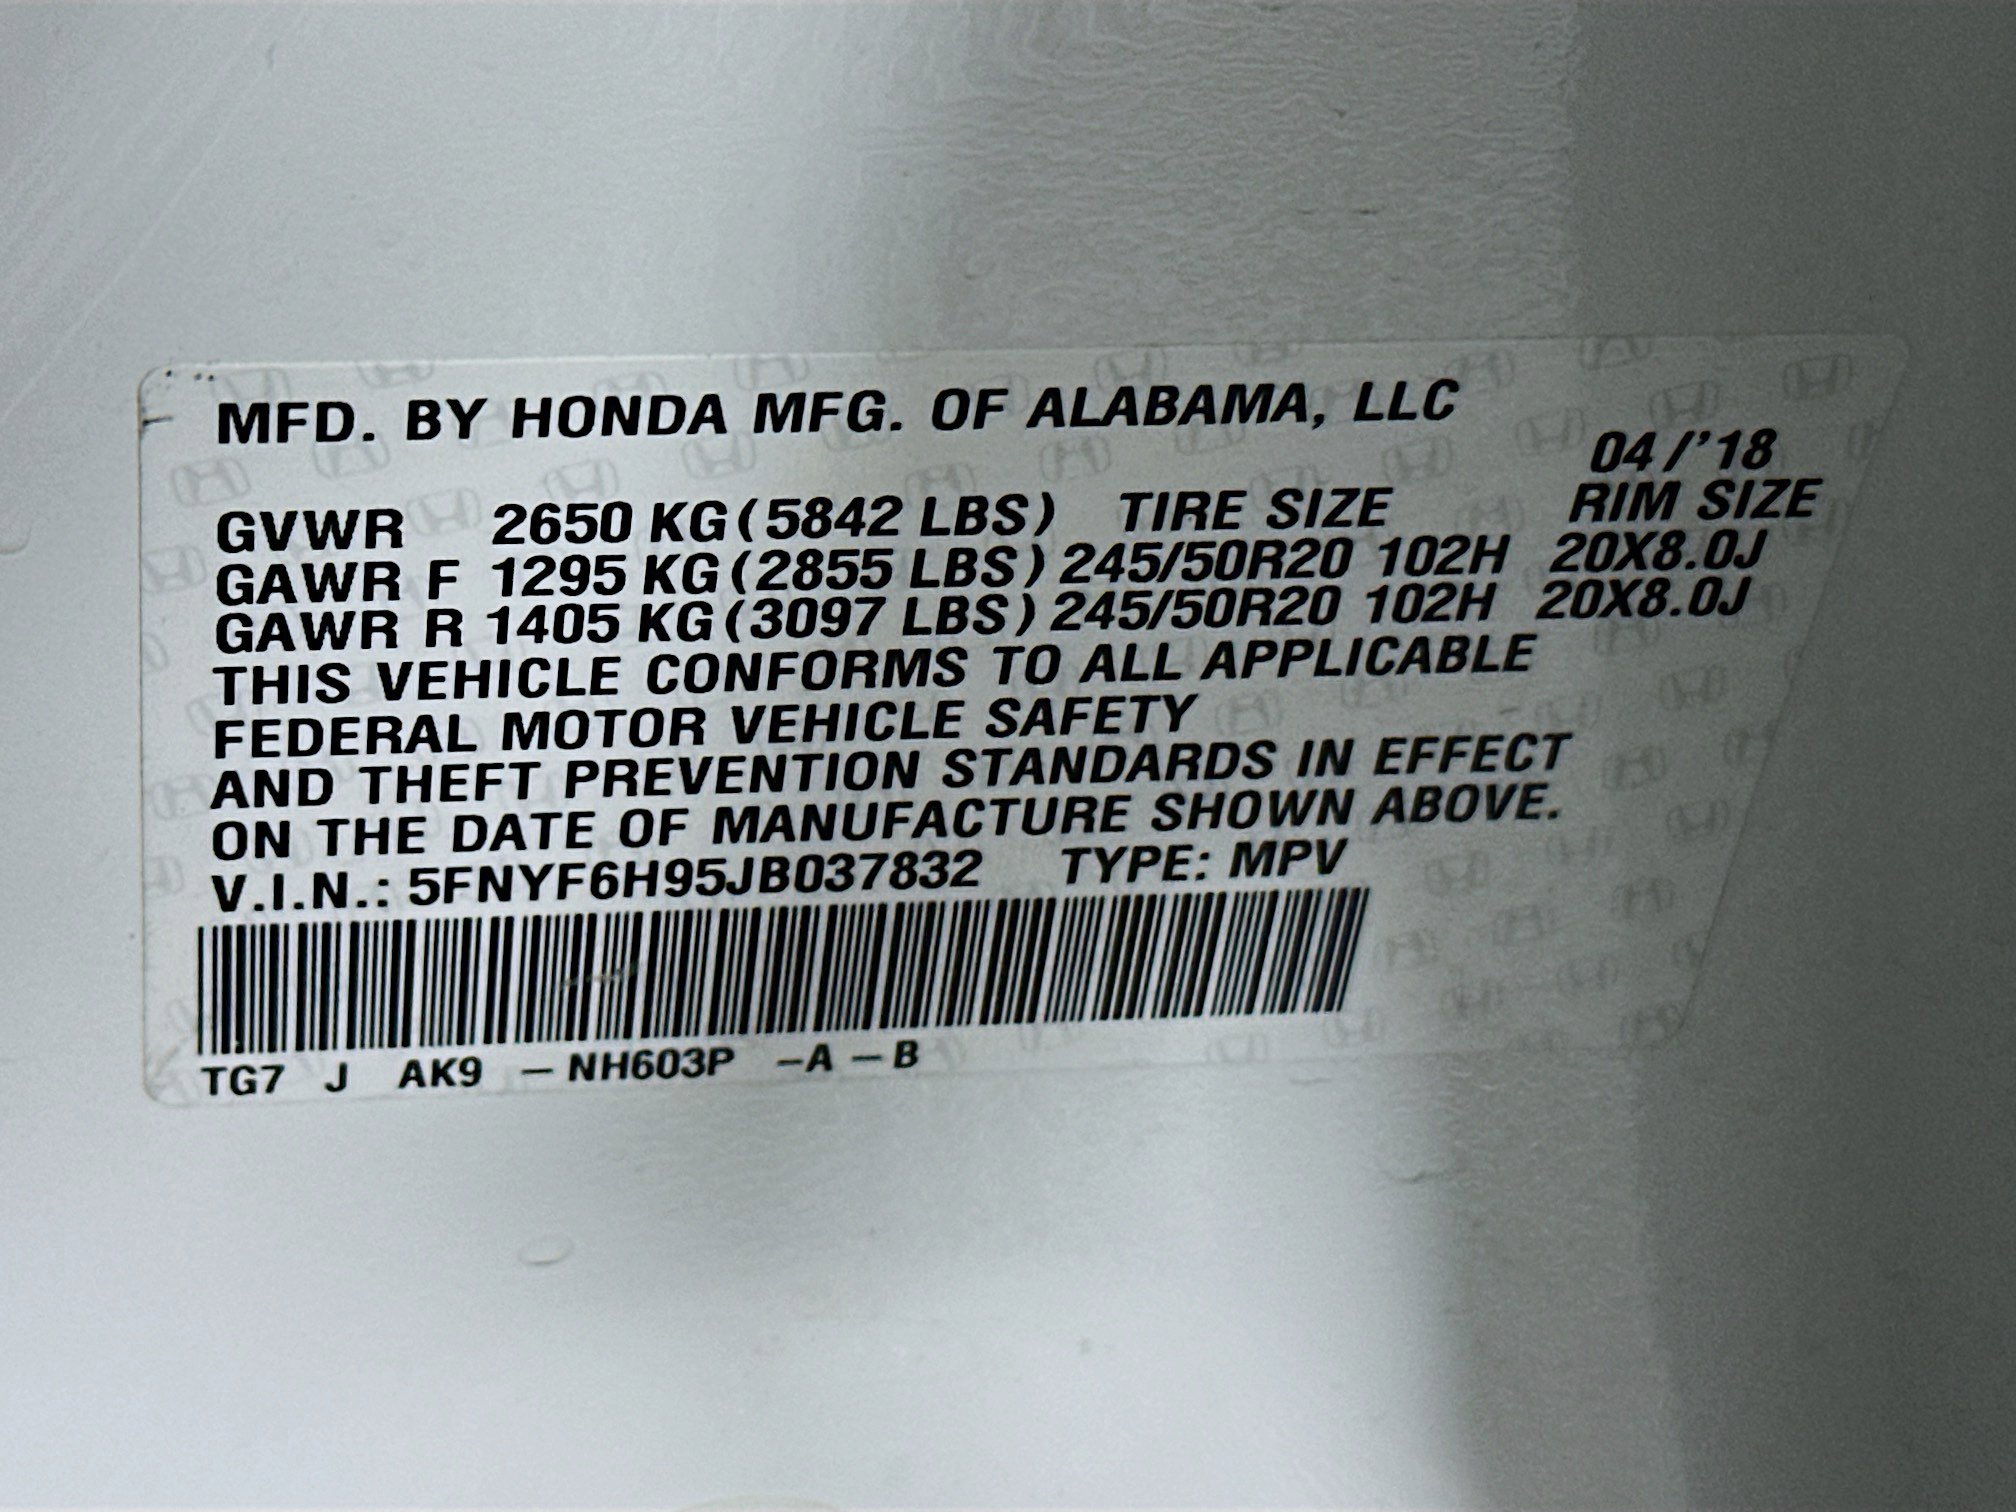 MFD. BY HONDA MFG. OF ALABAMA, LLC
04/'18
GVWR 2650 KG(5842 LBS) TIRE SIZE RIM SIZE
GAWR F 1295 KG(2855 LBS) 245/50R20 102H 20X8.0J
GAWR R 1405 KG(3097 LBS) 245/50R20 102H 20X8.0J
THIS VEHICLE CONFORMS TO ALL APPLICABLE
FEDERAL MOTOR VEHICLE SAFETY
AND THEFT PREVENTION STANDARDS IN EFFECT
ON THE DATE OF MANUFACTURE SHOWN ABOVE.
V.I.N.: 5FNYF6H95JB037832 TYPE: MPV
TG7 J AK9 – NH603P –A – B